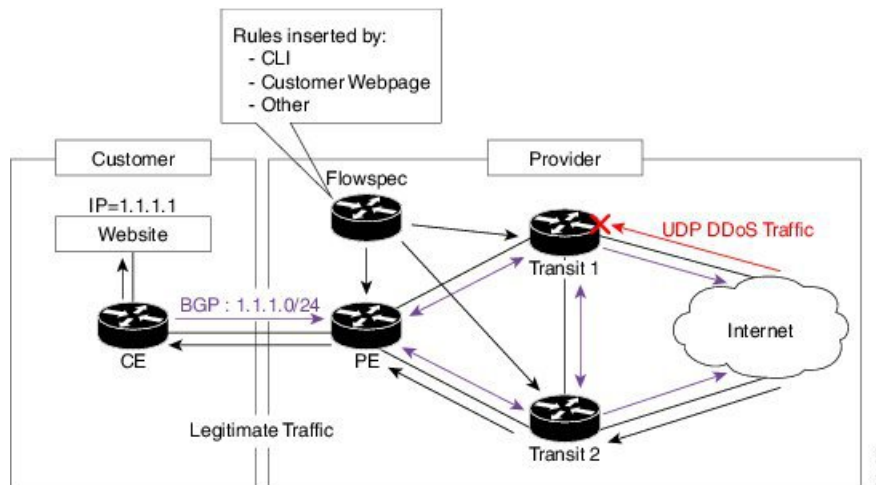 Rules inserted by:
- CLI
- Customer Webpage
- Other
Customer
Provider
Flowspec
IP=1.1.1.1
Website
UDP DDoS Traffic
Transit 1
BGP : 1.1.1.0/24
Internet
CE
PE
Legitimate Traffic
Transit 2